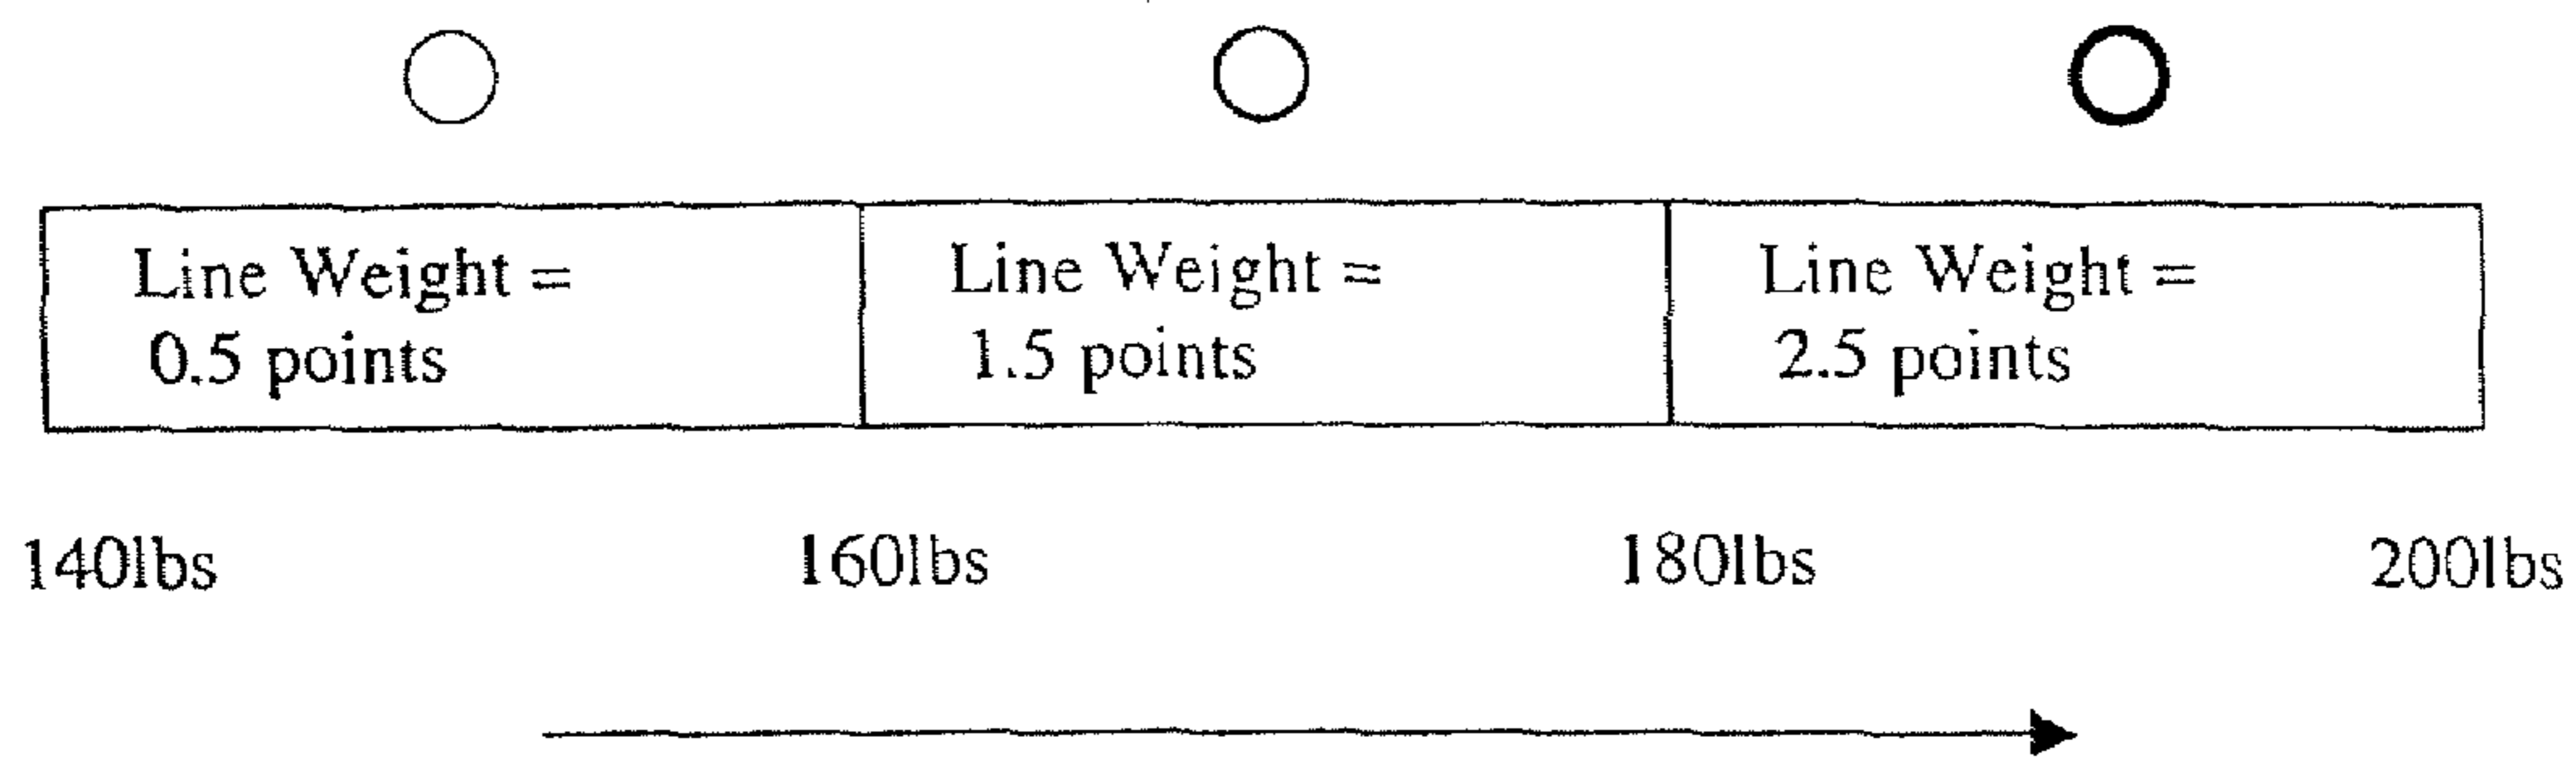 Line Weight =
0.5 points
Line Weight =
1.5 points
Line Weight =
2.5 points
140lbs
160lbs
180lbs
200lbs